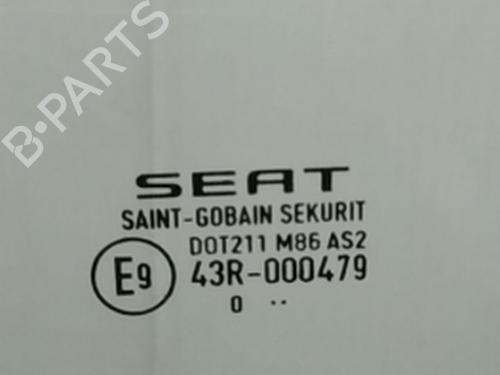 B-PARTS
SEAT
SAINT-GOBAIN SEKURIT
DOT211 M86 AS2
E9 43R-000479
0 ..